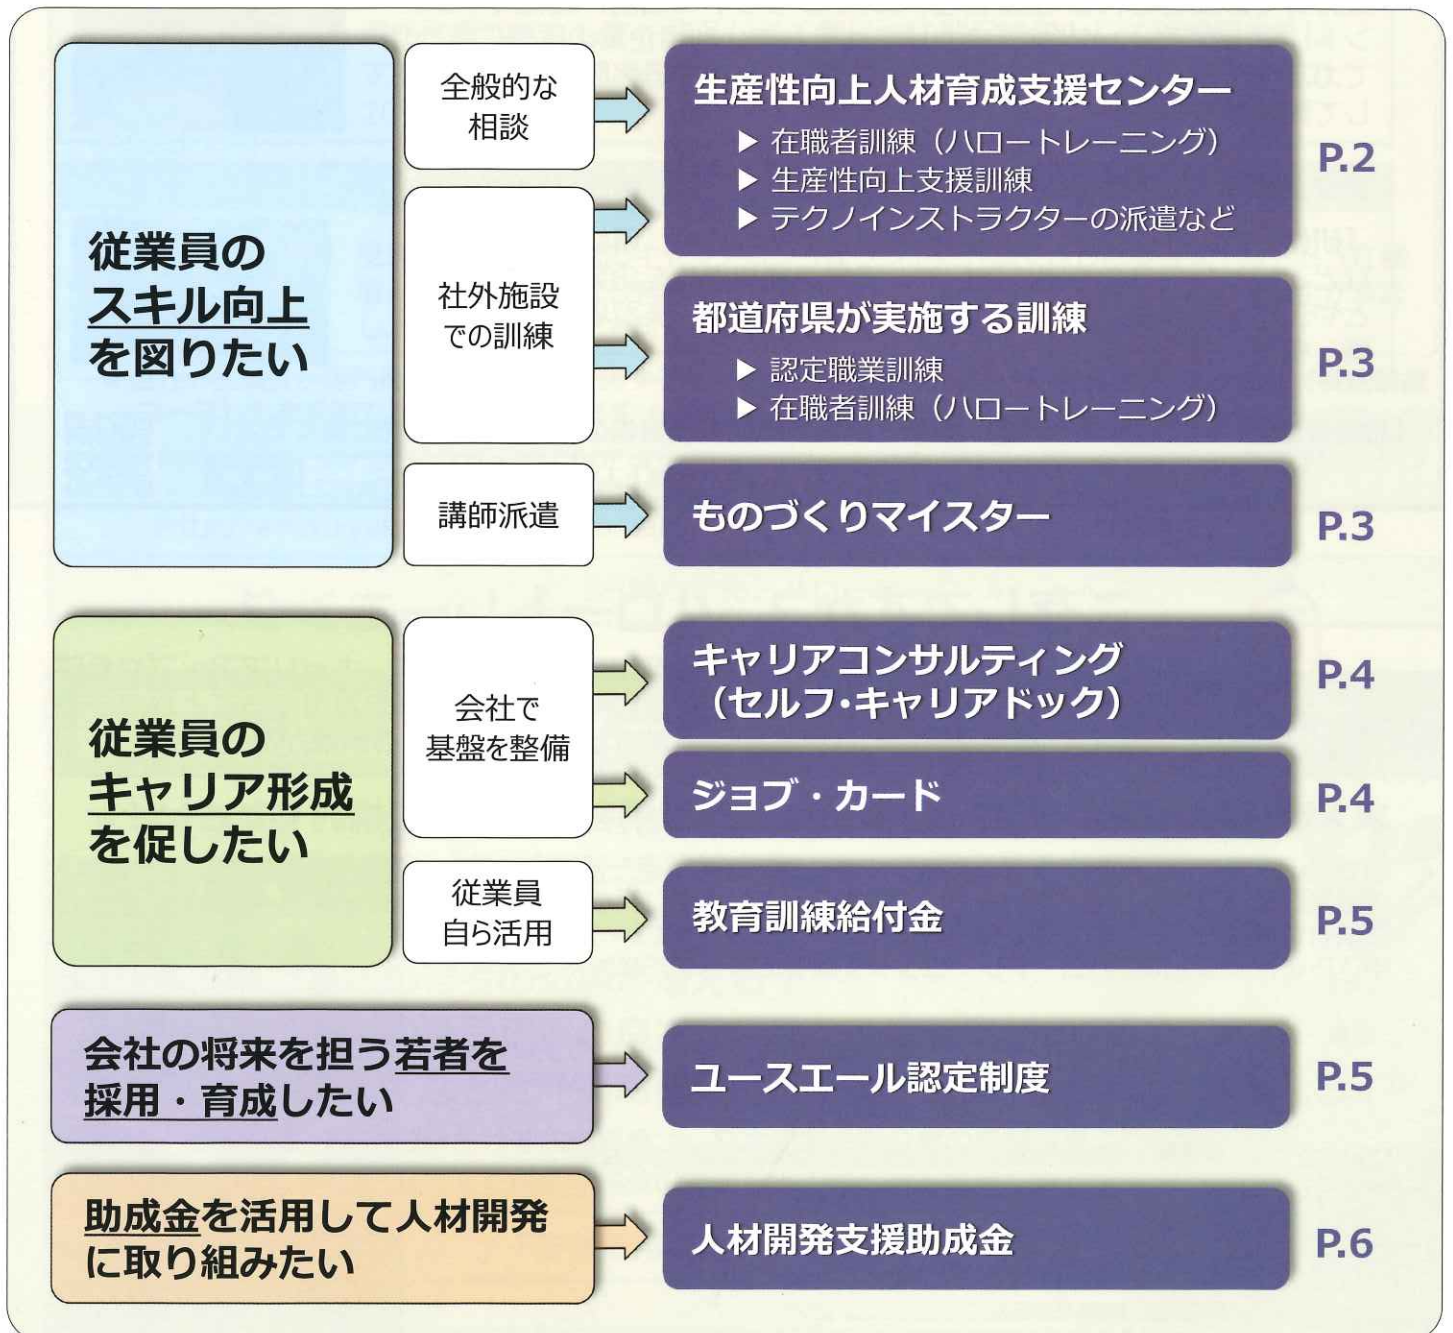 従業員の
スキル向上
を図りたい
全般的な
相談
生産性向上人材育成支援センター
▶ 在職者訓練（ハロートレーニング）
▶ 生産性向上支援訓練
▶ テクノインストラクターの派遣など
P.2
社外施設
での訓練
都道府県が実施する訓練
▶ 認定職業訓練
▶ 在職者訓練（ハロートレーニング）
P.3
講師派遣
ものづくりマイスター
P.3
従業員の
キャリア形成
を促したい
会社で
基盤を整備
キャリアコンサルティング
（セルフ・キャリアドック）
P.4
ジョブ・カード
P.4
従業員
自ら活用
教育訓練給付金
P.5
会社の将来を担う若者を
採用・育成したい
ユースエール認定制度
P.5
助成金を活用して人材開発
に取り組みたい
人材開発支援助成金
P.6